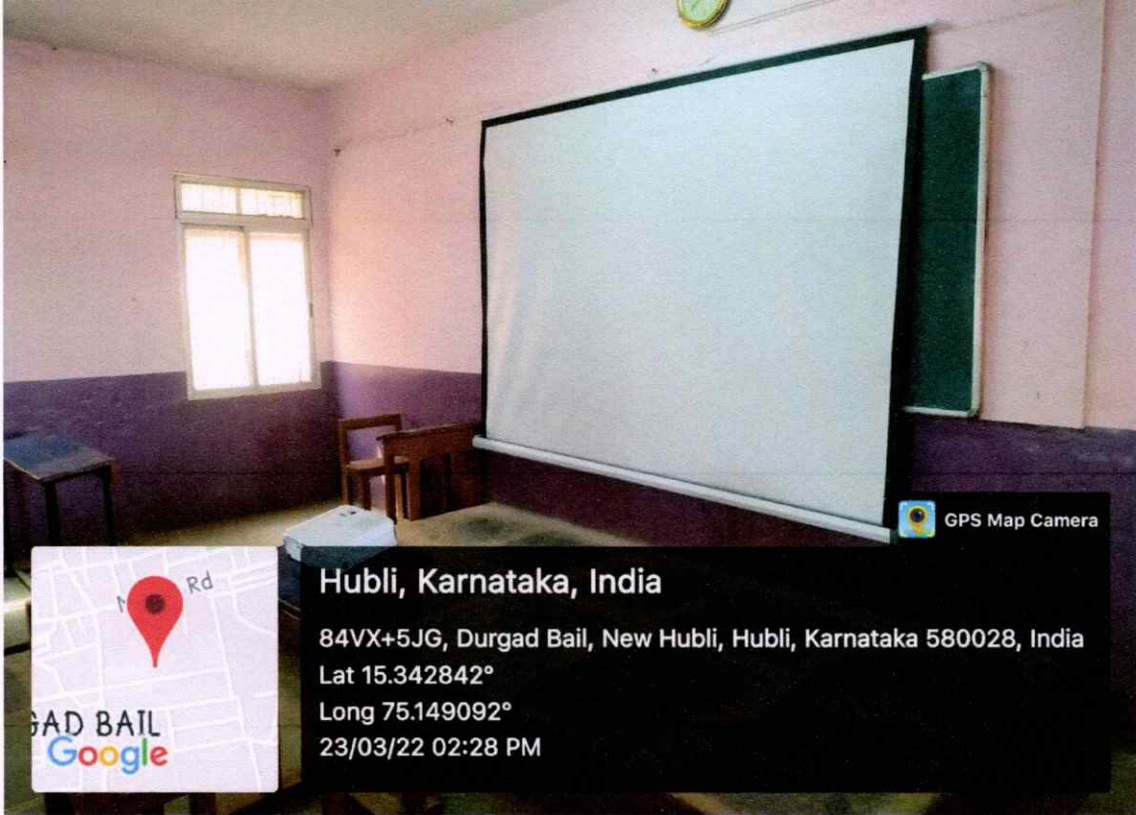 GPS Map Camera
Rd
GAD BAIL
Google
Hubli, Karnataka, India
84VX+5JG, Durgad Bail, New Hubli, Hubli, Karnataka 580028, India
Lat 15.342842°
Long 75.149092°
23/03/22 02:28 PM